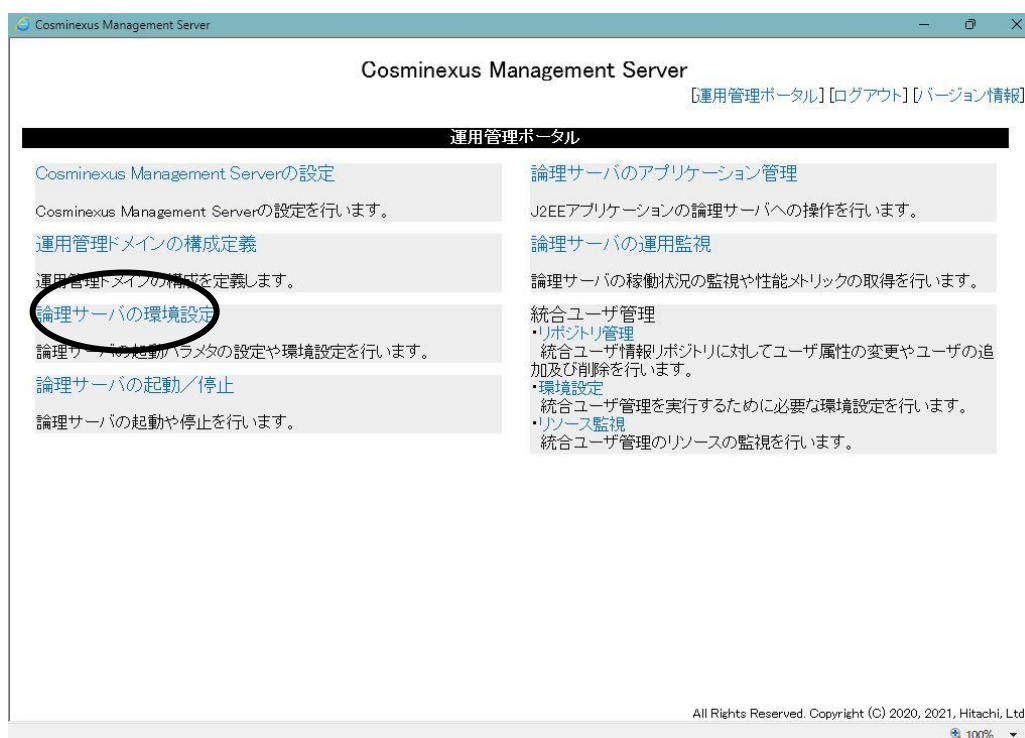 Cosminexus Management Server
Cosminexus Management Server
[運用管理ポータル] [ログアウト] [バージョン情報]
運用管理ポータル
Cosminexus Management Serverの設定
Cosminexus Management Serverの設定を行います。
運用管理ドメインの構成定義
運用管理ドメインの構成を定義します。
論理サーバの環境設定
論理サーバの起動パラメタの設定や環境設定を行います。
論理サーバの起動／停止
論理サーバの起動や停止を行います。
論理サーバのアプリケーション管理
J2EEアプリケーションの論理サーバへの操作を行います。
論理サーバの運用監視
論理サーバの稼働状況の監視や性能メトリックの取得を行います。
統合ユーザ管理
・リポジトリ管理
統合ユーザ情報リポジトリに対してユーザ属性の変更やユーザの追
加及び削除を行います。
・環境設定
統合ユーザ管理を実行するために必要な環境設定を行います。
・リソース監視
統合ユーザ管理のリソースの監視を行います。
All Rights Reserved. Copyright (C) 2020, 2021, Hitachi, Ltd
100%